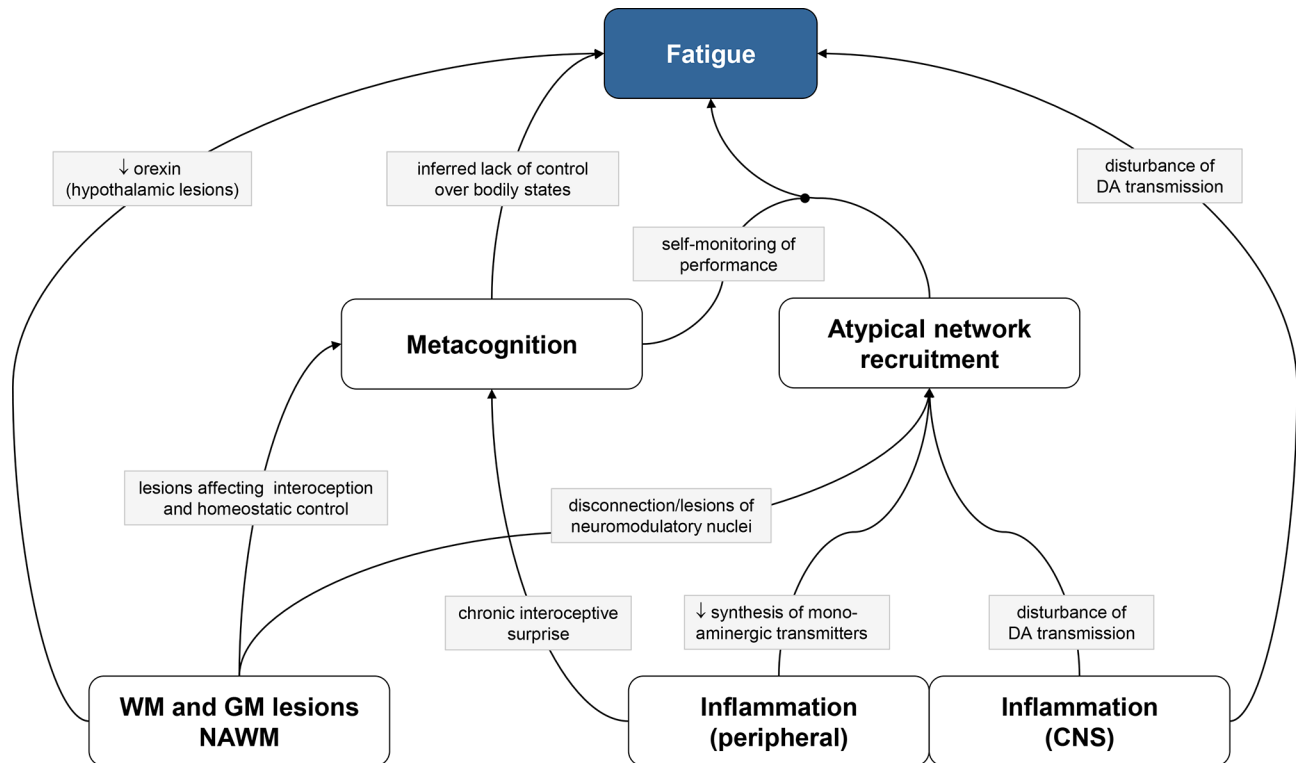 Fatigue
↓ orexin
(hypothalamic lesions)
inferred lack of control
over bodily states
disturbance of
DA transmission
self-monitoring of
performance
Metacognition
Atypical network
recruitment
lesions affecting interoception
and homeostatic control
disconnection/lesions of
neuromodulatory nuclei
chronic interoceptive
surprise
↓ synthesis of mono-
aminergic transmitters
disturbance of
DA transmission
WM and GM lesions
NAWM
Inflammation
(peripheral)
Inflammation
(CNS)